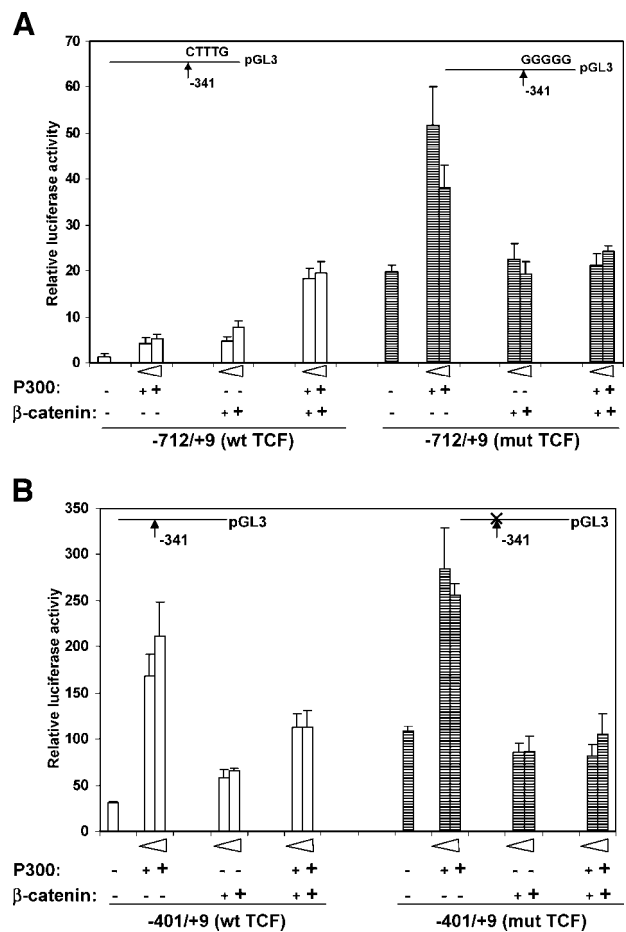 A
70
60
50
40
30
20
10
0
Relative luciferase activity
CTTTG
pGL3
-341
GGGGG
pGL3
-341
P300: - + + - - + + - + + - - + +
β-catenin: - - - + + + + - - - + + + +
-712/+9 (wt TCF) -712/+9 (mut TCF)
B
350
300
250
200
150
100
50
0
Relative luciferase activiy
pGL3
-341
pGL3
-341
P300: - + + - - + + - + + - - + +
β-catenin: - - - + + + + - - - + + + +
-401/+9 (wt TCF) -401/+9 (mut TCF)